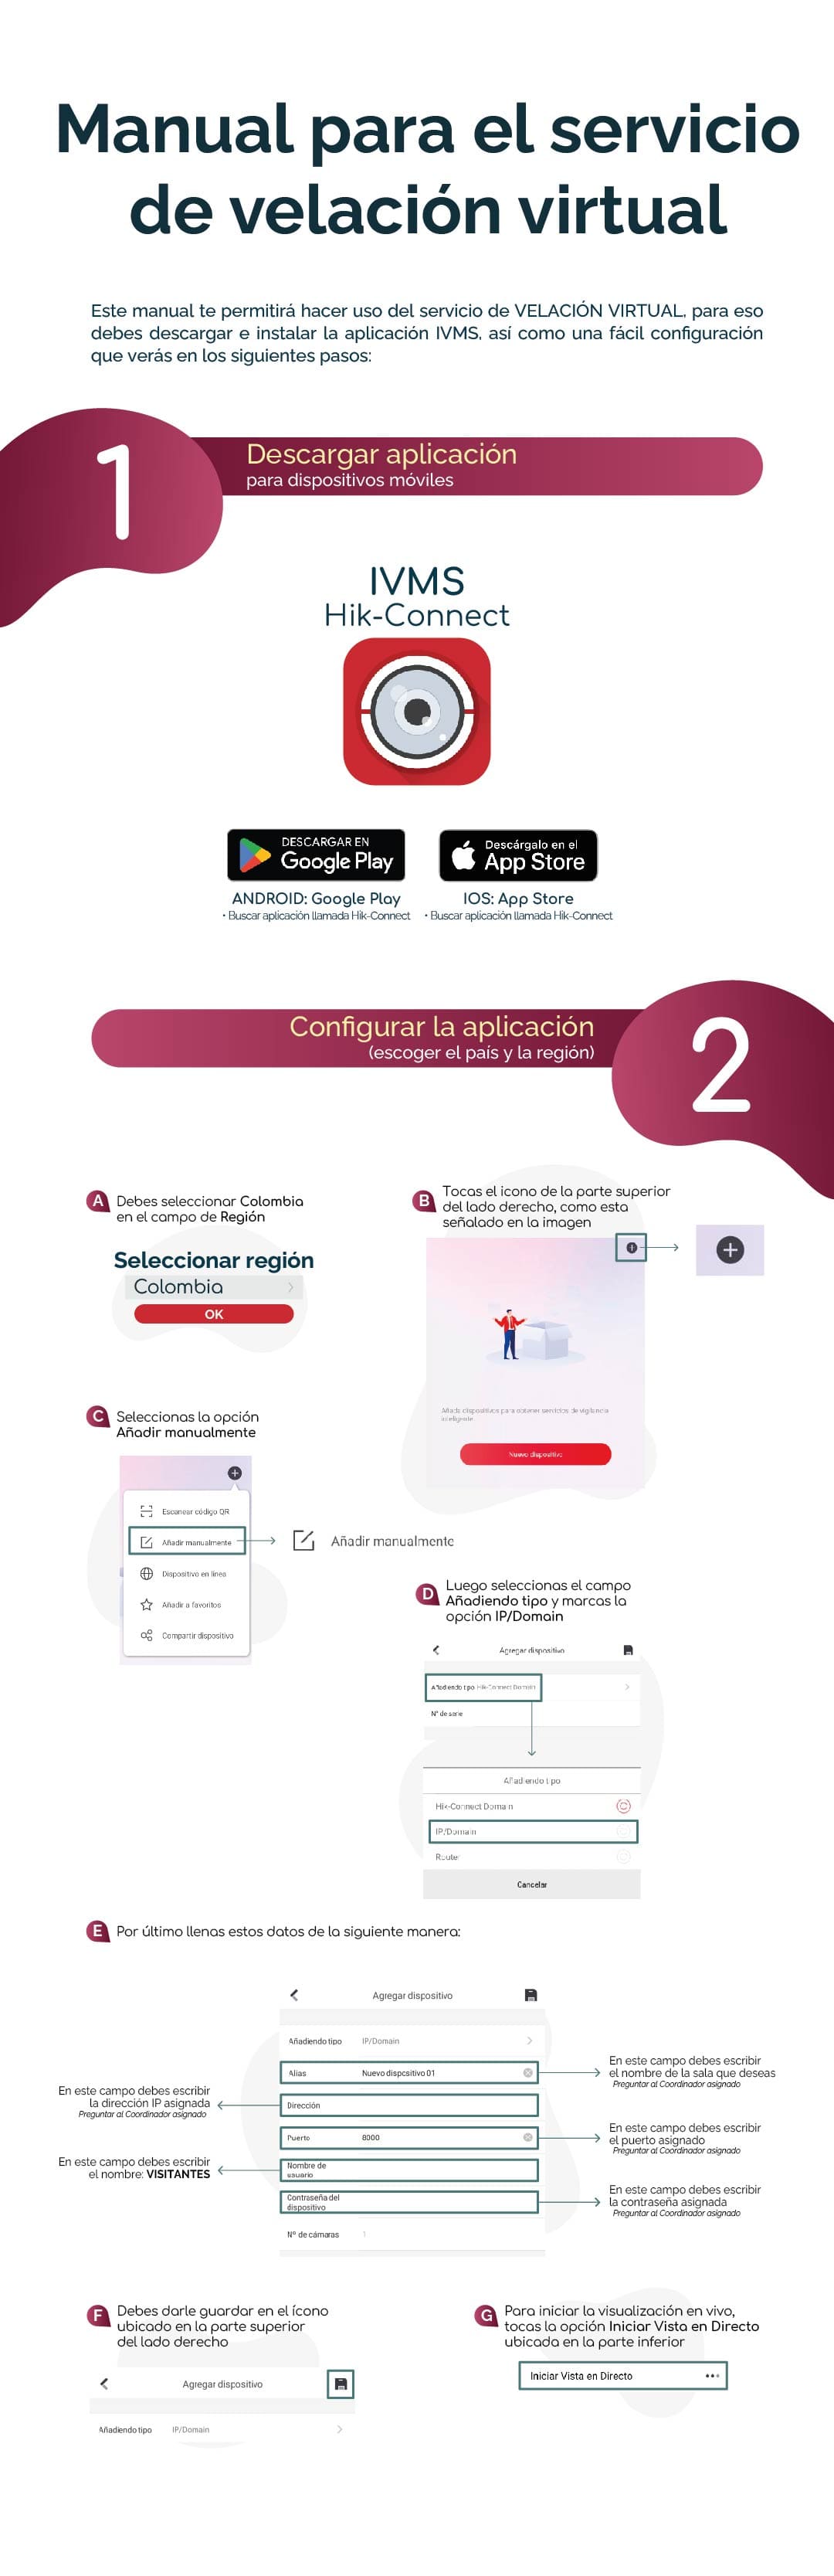 Manual para el servicio
de velación virtual
Este manual te permitirá hacer uso del servicio de VELACIÓN VIRTUAL, para eso
debes descargar e instalar la aplicación IVMS, así como una fácil configuración
que verás en los siguientes pasos:
1
Descargar aplicación
para dispositivos móviles
IVMS
Hik-Connect
DESCARGAR EN
Google Play
Descárgalo en el
App Store
ANDROID: Google Play
• Buscar aplicación llamada Hik-Connect
IOS: App Store
• Buscar aplicación llamada Hik-Connect
2
Configurar la aplicación
(escoger el país y la región)
A
Debes seleccionar Colombia
en el campo de Región
Seleccionar región
Colombia
OK
B
Tocas el icono de la parte superior
del lado derecho, como esta
señalado en la imagen
Añada dispositivos para obtener servicios de vigilancia
inteligente
Nuevo dispositivo
C
Seleccionas la opción
Añadir manualmente
Escanear código QR
Añadir manualmente
Dispositivo en línea
Añadir a favoritos
Compartir dispositivo
Añadir manualmente
D
Luego seleccionas el campo
Añadiendo tipo y marcas la
opción IP/Domain
Agregar dispositivo
Añadiendo tipo Hik-Connect Domain
N° de serie
Añadiendo tipo
Hik-Connect Domain
IP/Domain
Router
Cancelar
E
Por último llenas estos datos de la siguiente manera:
Agregar dispositivo
Añadiendo tipo IP/Domain
Alias Nuevo dispositivo 01
Dirección
Puerto 8000
Nombre de
usuario
Contraseña del
dispositivo
Nº de cámaras 1
En este campo debes escribir
la dirección IP asignada
Preguntar al Coordinador asignado
En este campo debes escribir
el nombre: VISITANTES
En este campo debes escribir
el nombre de la sala que deseas
Preguntar al Coordinador asignado
En este campo debes escribir
el puerto asignado
Preguntar al Coordinador asignado
En este campo debes escribir
la contraseña asignada
Preguntar al Coordinador asignado
F
Debes darle guardar en el ícono
ubicado en la parte superior
del lado derecho
Agregar dispositivo
Añadiendo tipo IP/Domain
G
Para iniciar la visualización en vivo,
tocas la opción Iniciar Vista en Directo
ubicada en la parte inferior
Iniciar Vista en Directo